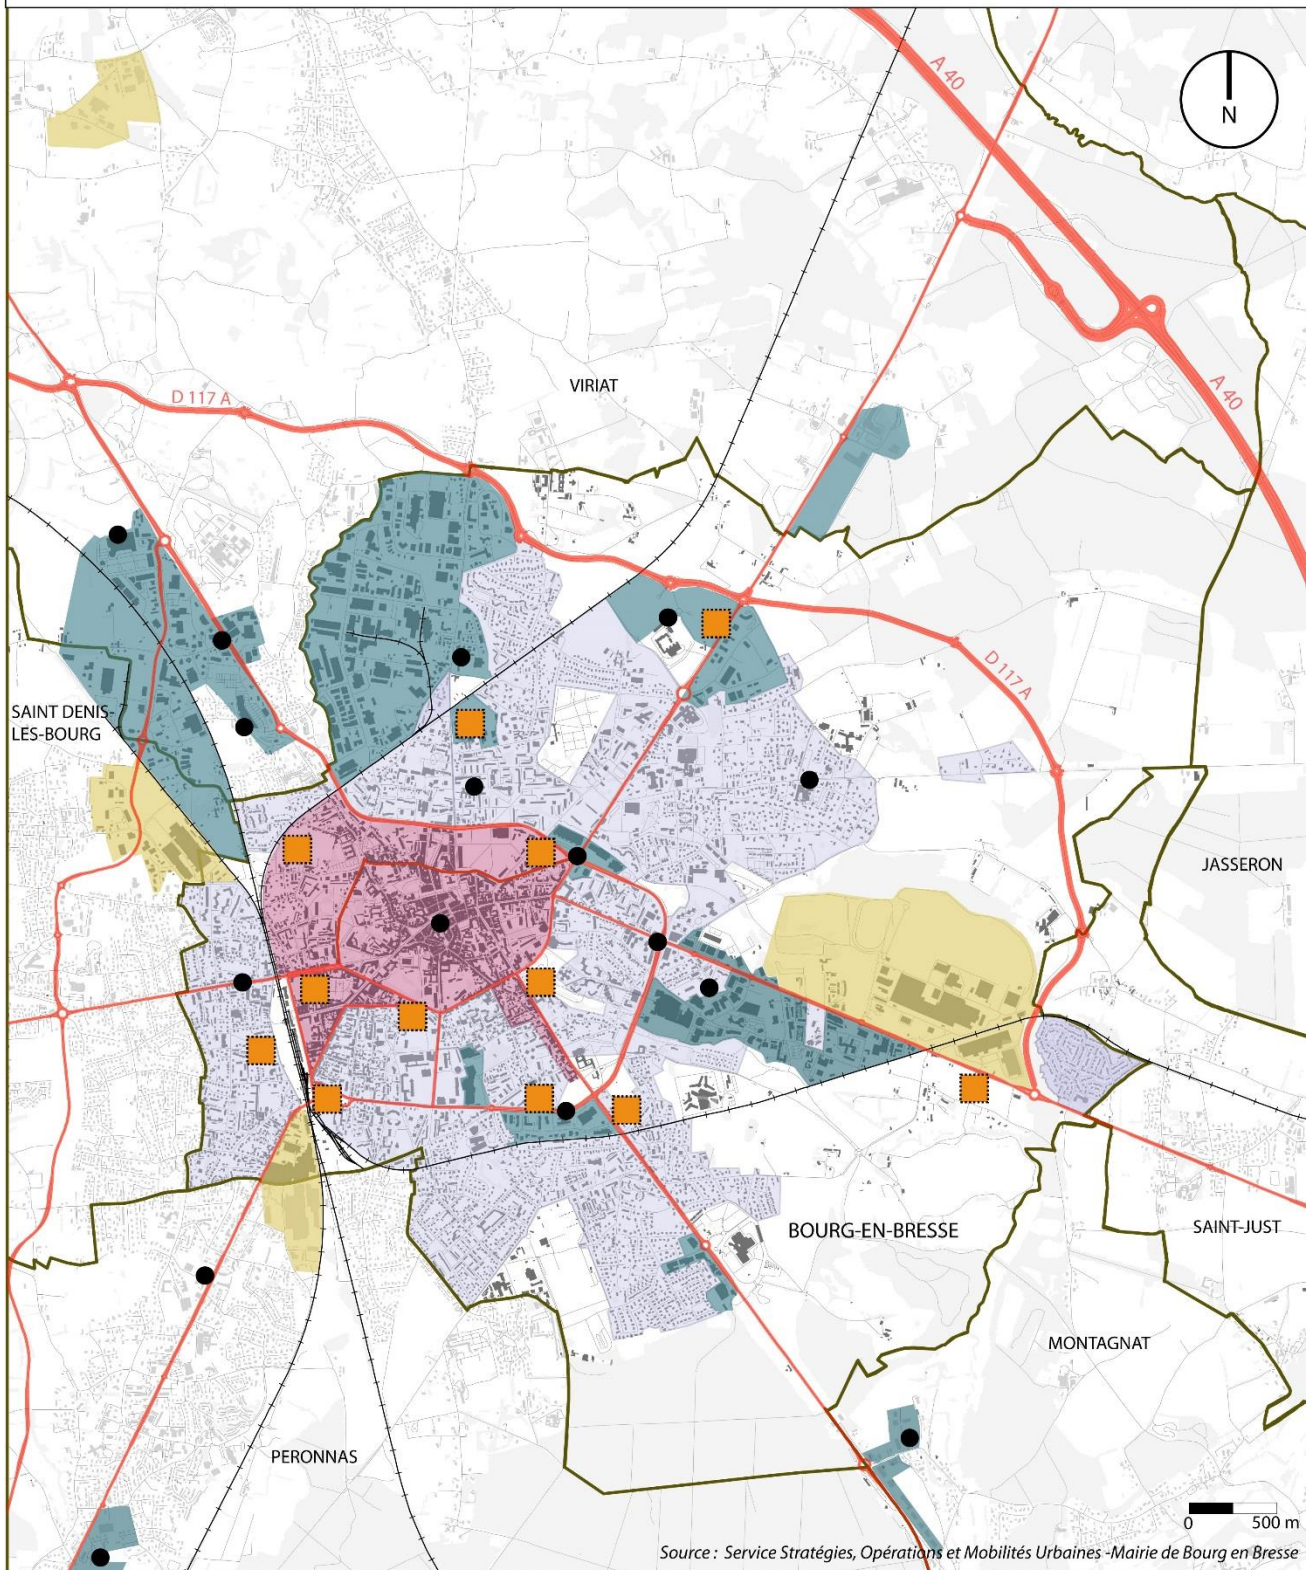 A 40
N
A 40
VIRIAT
D 117 A
D 117 A
SAINT DENIS-
LES-BOURG
JASSERON
BOURG-EN-BRESSE
SAINT-JUST
MONTAGNAT
PERONNAS
0 500 m
Source : Service Stratégies, Opérations et Mobilités Urbaines -Mairie de Bourg en Bresse